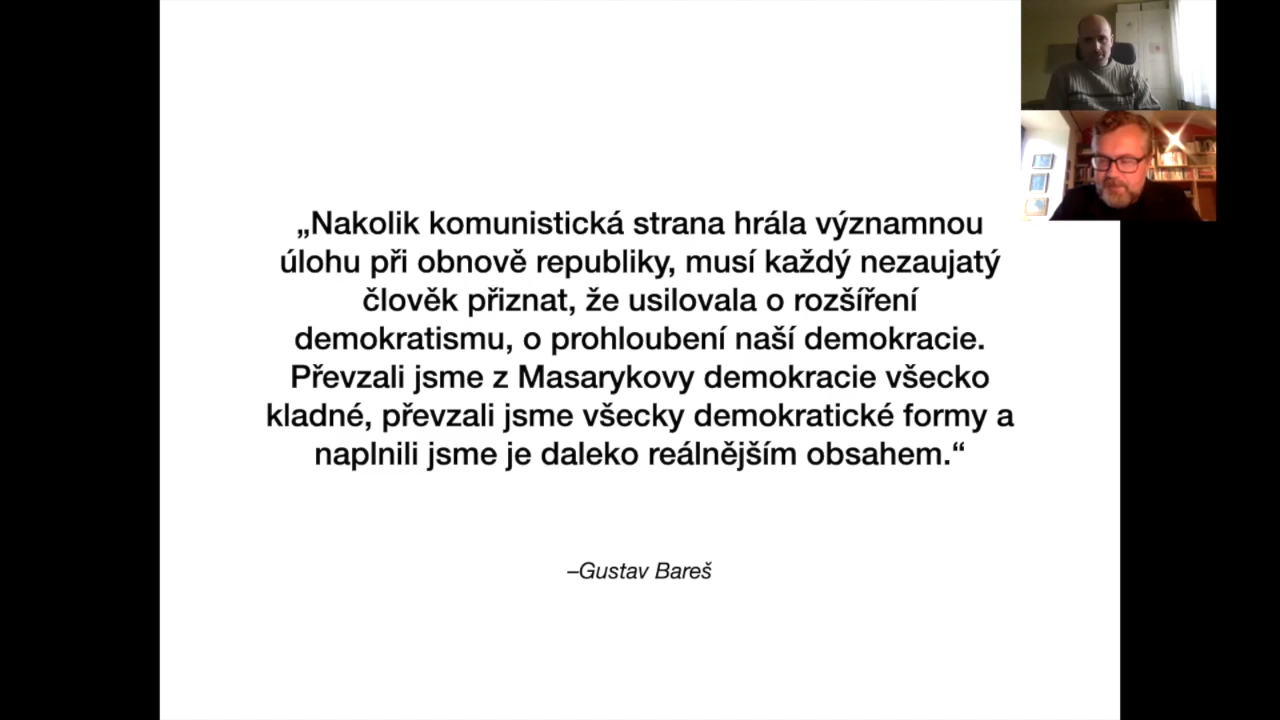 „Nakolik komunistická strana hrála významnou
úlohu při obnově republiky, musí každý nezaujatý
člověk přiznat, že usilovala o rozšíření
demokratismu, o prohloubení naší demokracie.
Převzali jsme z Masarykovy demokracie všecko
kladné, převzali jsme všecky demokratické formy a
naplnili jsme je daleko reálnějším obsahem.“
–Gustav Bareš